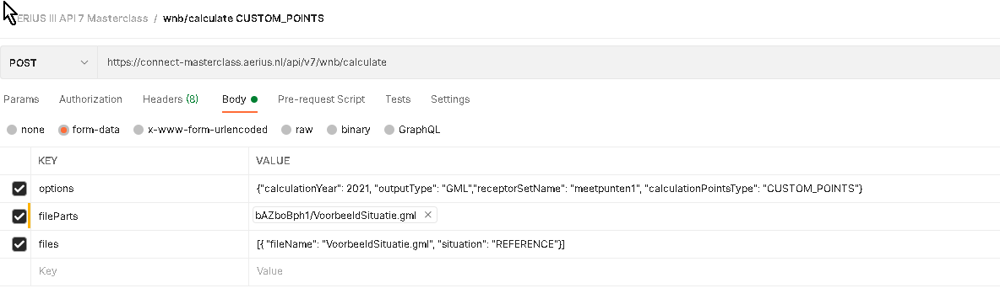 ERIUS III API 7 Masterclass / wnb/calculate CUSTOM_POINTS
POST https://connect-masterclass.aerius.nl/api/v7/wnb/calculate
Params Authorization Headers (8) Body Pre-request Script Tests Settings
none form-data x-www-form-urlencoded raw binary GraphQL
KEY VALUE
options {"calculationYear": 2021, "outputType": "GML","receptorSetName": "meetpunten1", "calculationPointsType": "CUSTOM_POINTS"}
fileParts bAZboBph1/VoorbeeldSituatie.gml
files [{ "fileName": "VoorbeeldSituatie.gml", "situation": "REFERENCE"}]
Key Value